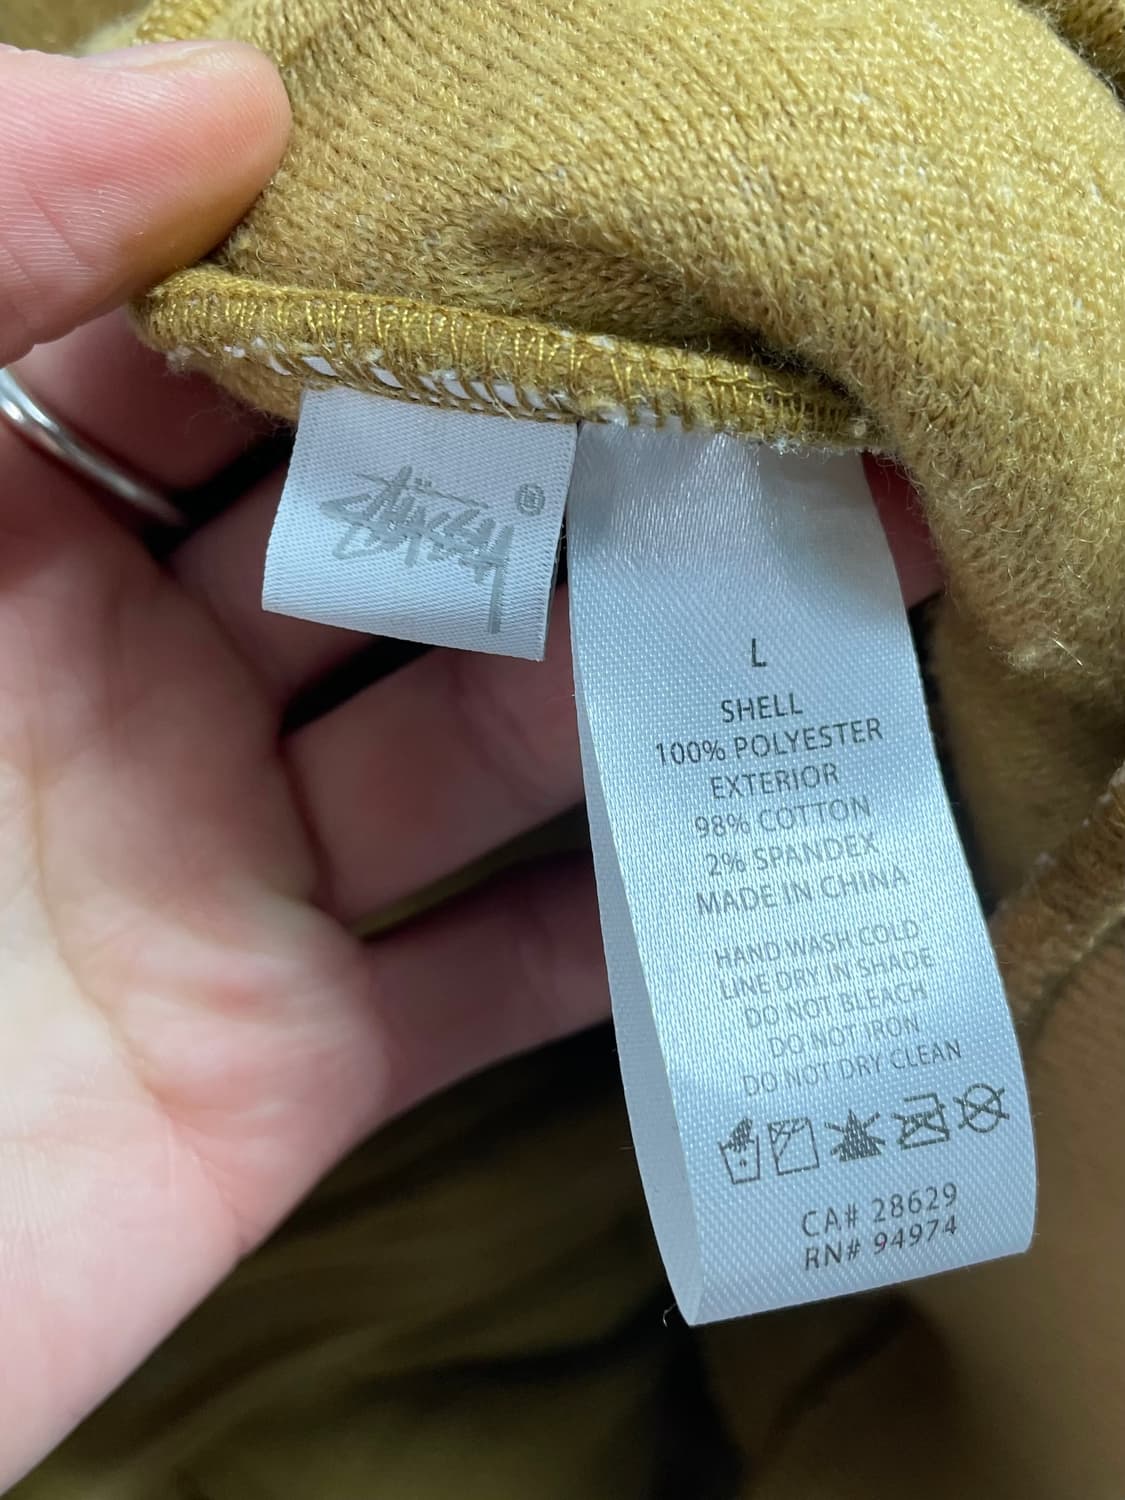 Stüssy ®
L
SHELL
100% POLYESTER
EXTERIOR
98% COTTON
2% SPANDEX
MADE IN CHINA
HAND WASH COLD
LINE DRY IN SHADE
DO NOT BLEACH
DO NOT IRON
DO NOT DRY CLEAN
CA# 28629
RN# 94974